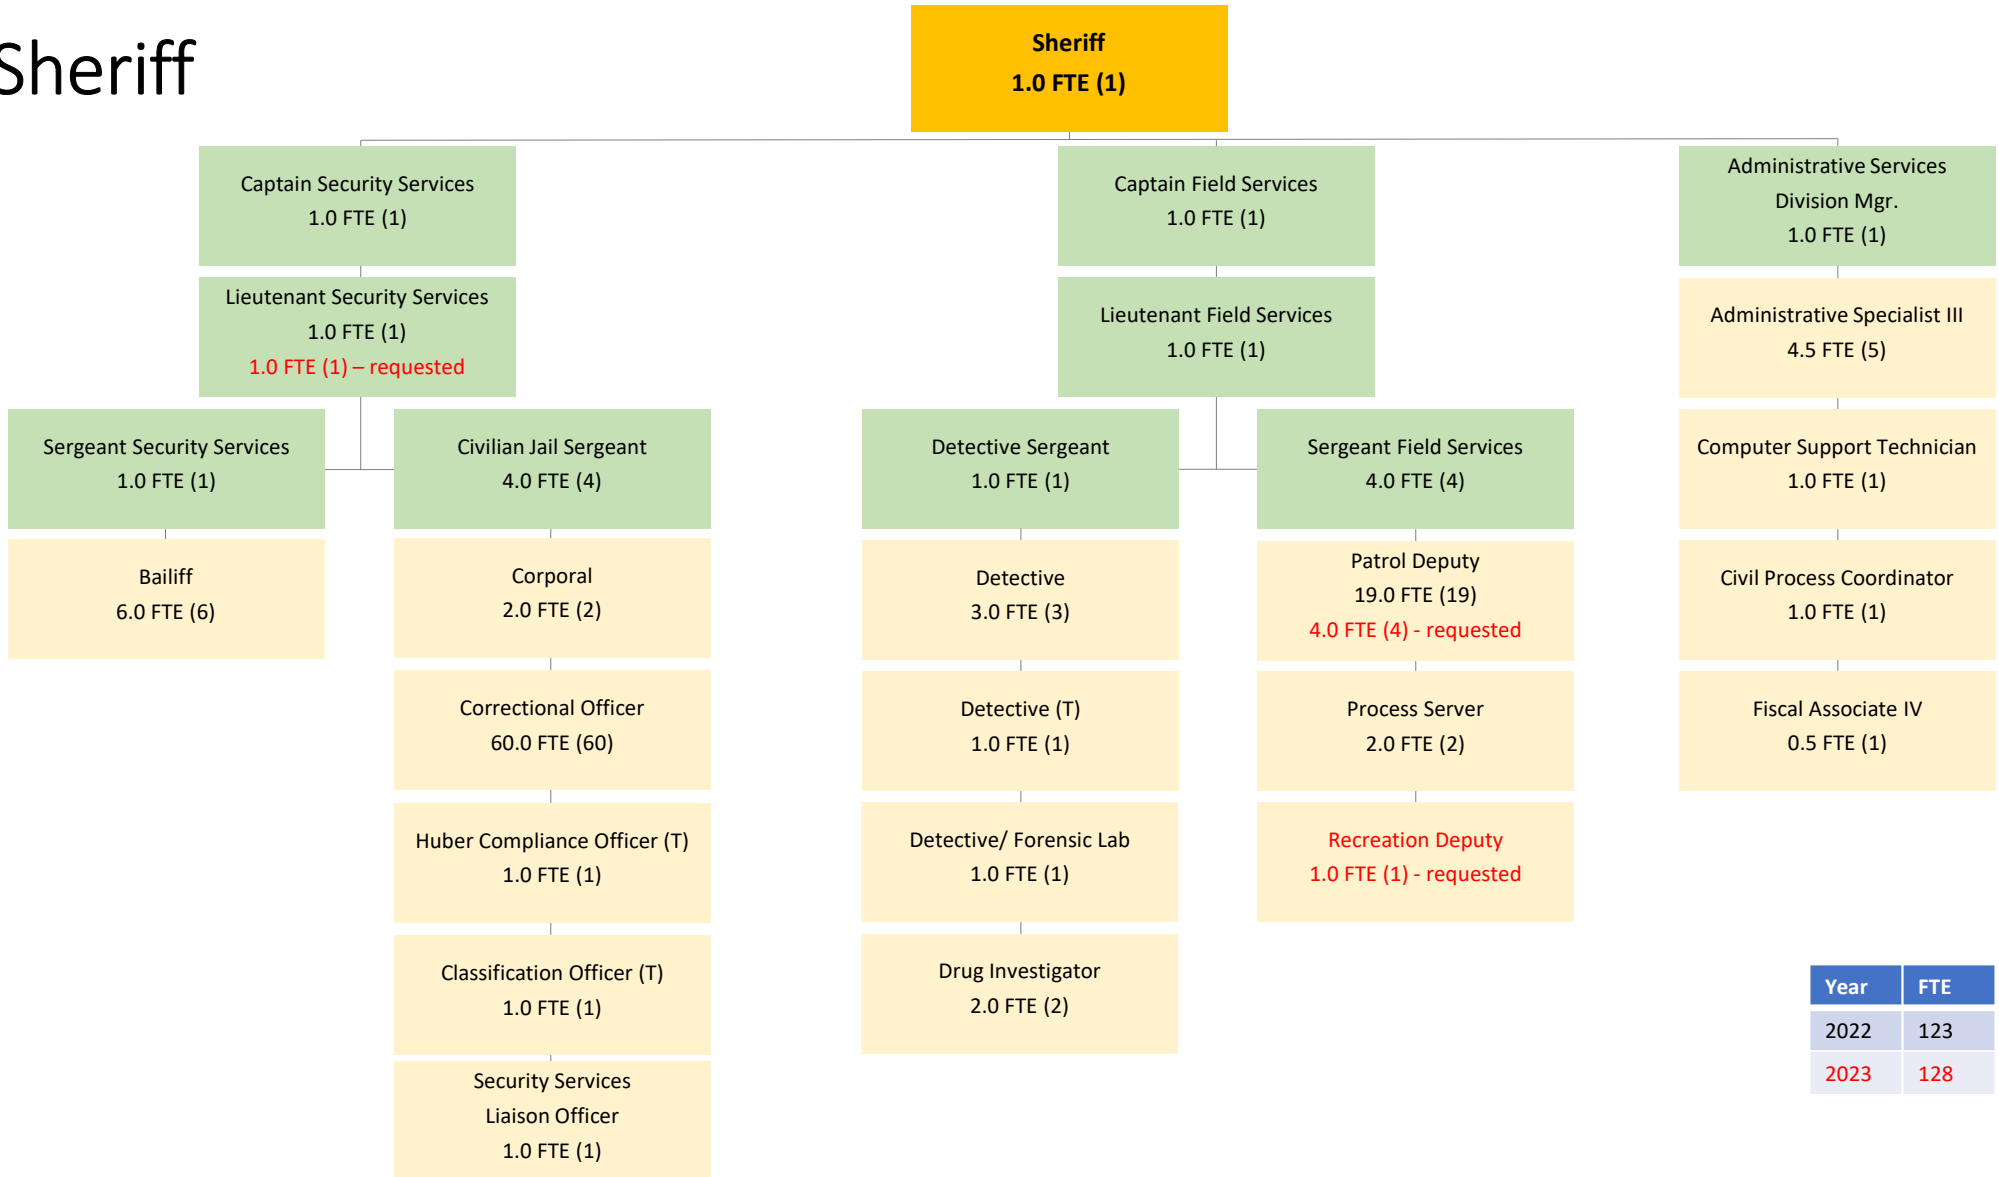 Sheriff
Sheriff
1.0 FTE (1)
Captain Security Services
1.0 FTE (1)
Lieutenant Security Services
1.0 FTE (1)
1.0 FTE (1) – requested
Sergeant Security Services
1.0 FTE (1)
Bailiff
6.0 FTE (6)
Civilian Jail Sergeant
4.0 FTE (4)
Corporal
2.0 FTE (2)
Correctional Officer
60.0 FTE (60)
Huber Compliance Officer (T)
1.0 FTE (1)
Classification Officer (T)
1.0 FTE (1)
Security Services
Liaison Officer
1.0 FTE (1)
Captain Field Services
1.0 FTE (1)
Lieutenant Field Services
1.0 FTE (1)
Detective Sergeant
1.0 FTE (1)
Detective
3.0 FTE (3)
Detective (T)
1.0 FTE (1)
Detective/ Forensic Lab
1.0 FTE (1)
Drug Investigator
2.0 FTE (2)
Sergeant Field Services
4.0 FTE (4)
Patrol Deputy
19.0 FTE (19)
4.0 FTE (4) - requested
Process Server
2.0 FTE (2)
Recreation Deputy
1.0 FTE (1) - requested
Administrative Services
Division Mgr.
1.0 FTE (1)
Administrative Specialist III
4.5 FTE (5)
Computer Support Technician
1.0 FTE (1)
Civil Process Coordinator
1.0 FTE (1)
Fiscal Associate IV
0.5 FTE (1)
Year FTE
2022 123
2023 128